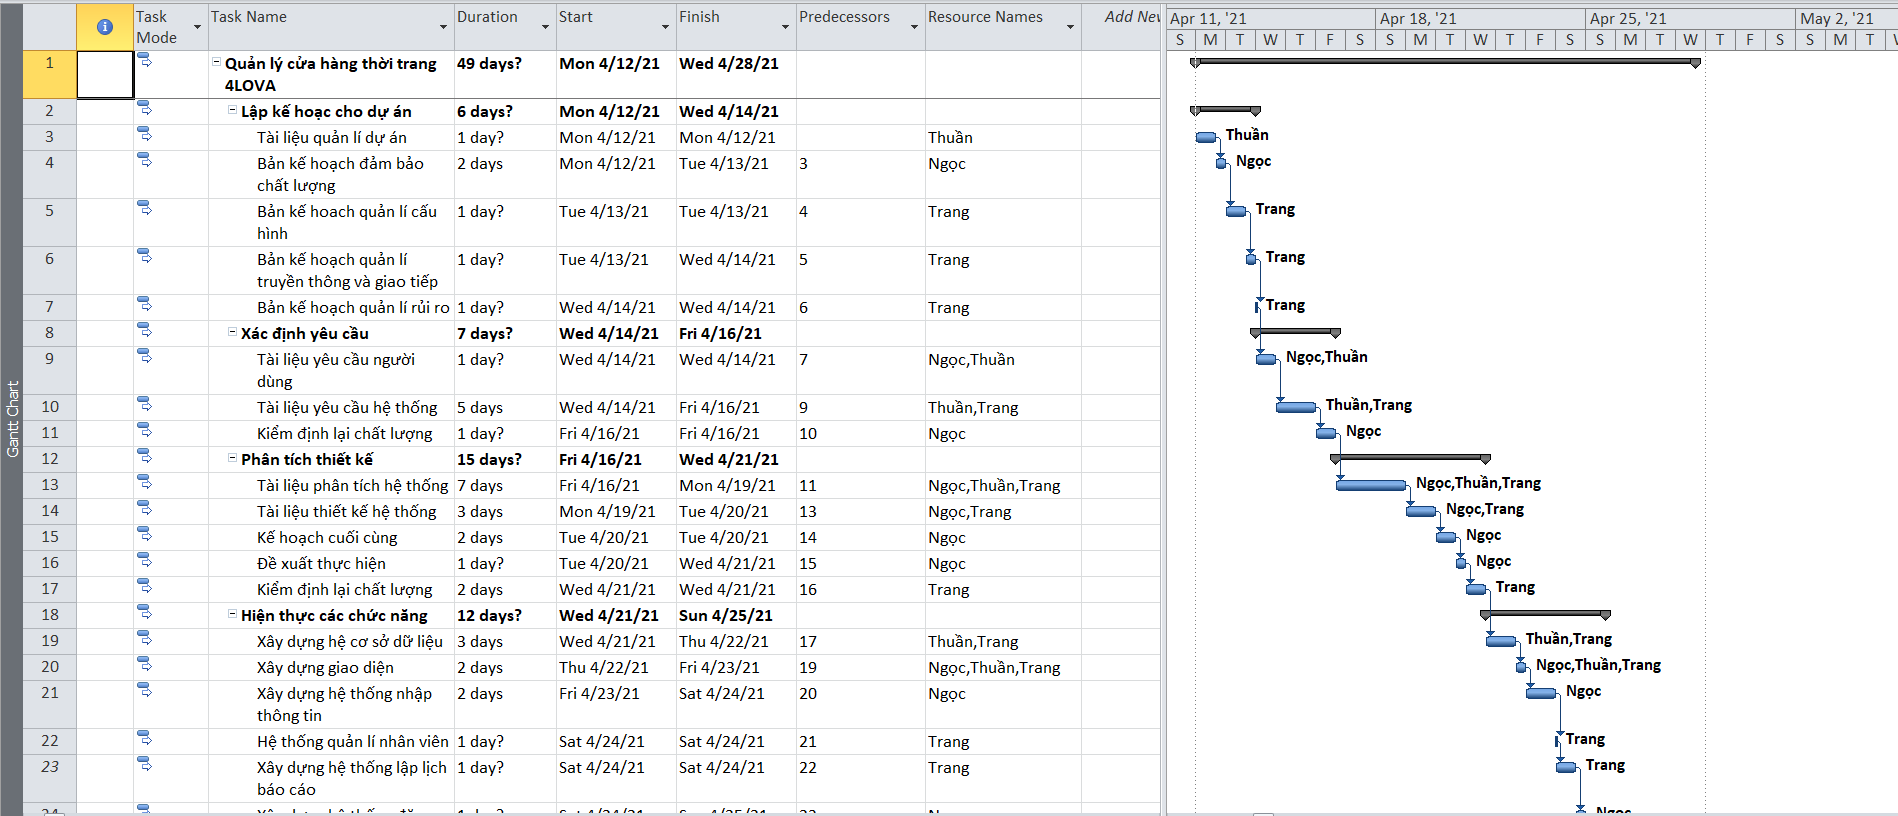 Task Mode
Task Name
Duration
Start
Finish
Predecessors
Resource Names
Add New
Apr 11, '21
Apr 18, '21
Apr 25, '21
May 2, '21
S M T W T F S S M T W T F S S M T W T F S S M T W T F S S M T W
Gantt Chart
1 Quản lý cửa hàng thời trang 4LOVA 49 days? Mon 4/12/21 Wed 4/28/21
2 Lập kế hoạc cho dự án 6 days? Mon 4/12/21 Wed 4/14/21
3 Tài liệu quản lí dự án 1 day? Mon 4/12/21 Mon 4/12/21 Thuần
4 Bản kế hoạch đảm bảo chất lượng 2 days Mon 4/12/21 Tue 4/13/21 3 Ngọc
5 Bản kế hoach quản lí cấu hình 1 day? Tue 4/13/21 Tue 4/13/21 4 Trang
6 Bản kế hoạch quản lí truyền thông và giao tiếp 1 day? Tue 4/13/21 Wed 4/14/21 5 Trang
7 Bản kế hoạch quản lí rủi ro 1 day? Wed 4/14/21 Wed 4/14/21 6 Trang
8 Xác định yêu cầu 7 days? Wed 4/14/21 Fri 4/16/21
9 Tài liệu yêu cầu người dùng 1 day? Wed 4/14/21 Wed 4/14/21 7 Ngọc,Thuần
10 Tài liệu yêu cầu hệ thống 5 days Wed 4/14/21 Fri 4/16/21 9 Thuần,Trang
11 Kiểm định lại chất lượng 1 day? Fri 4/16/21 Fri 4/16/21 10 Ngọc
12 Phân tích thiết kế 15 days? Fri 4/16/21 Wed 4/21/21
13 Tài liệu phân tích hệ thống 7 days Fri 4/16/21 Mon 4/19/21 11 Ngọc,Thuần,Trang
14 Tài liệu thiết kế hệ thống 3 days Mon 4/19/21 Tue 4/20/21 13 Ngọc,Trang
15 Kế hoạch cuối cùng 2 days Tue 4/20/21 Tue 4/20/21 14 Ngọc
16 Đề xuất thực hiện 1 day? Tue 4/20/21 Wed 4/21/21 15 Ngọc
17 Kiểm định lại chất lượng 2 days Wed 4/21/21 Wed 4/21/21 16 Trang
18 Hiện thực các chức năng 12 days? Wed 4/21/21 Sun 4/25/21
19 Xây dựng hệ cơ sở dữ liệu 3 days Wed 4/21/21 Thu 4/22/21 17 Thuần,Trang
20 Xây dựng giao diện 2 days Thu 4/22/21 Fri 4/23/21 19 Ngọc,Thuần,Trang
21 Xây dựng hệ thống nhập thông tin 2 days Fri 4/23/21 Sat 4/24/21 20 Ngọc
22 Hệ thống quản lí nhân viên 1 day? Sat 4/24/21 Sat 4/24/21 21 Trang
23 Xây dựng hệ thống lập lịch báo cáo 1 day? Sat 4/24/21 Sat 4/24/21 22 Trang
Thuần
Ngọc
Trang
Trang
Trang
Ngọc,Thuần
Thuần,Trang
Ngọc
Ngọc,Thuần,Trang
Ngọc,Trang
Ngọc
Ngọc
Trang
Thuần,Trang
Ngọc,Thuần,Trang
Ngọc
Trang
Trang
Ngọc